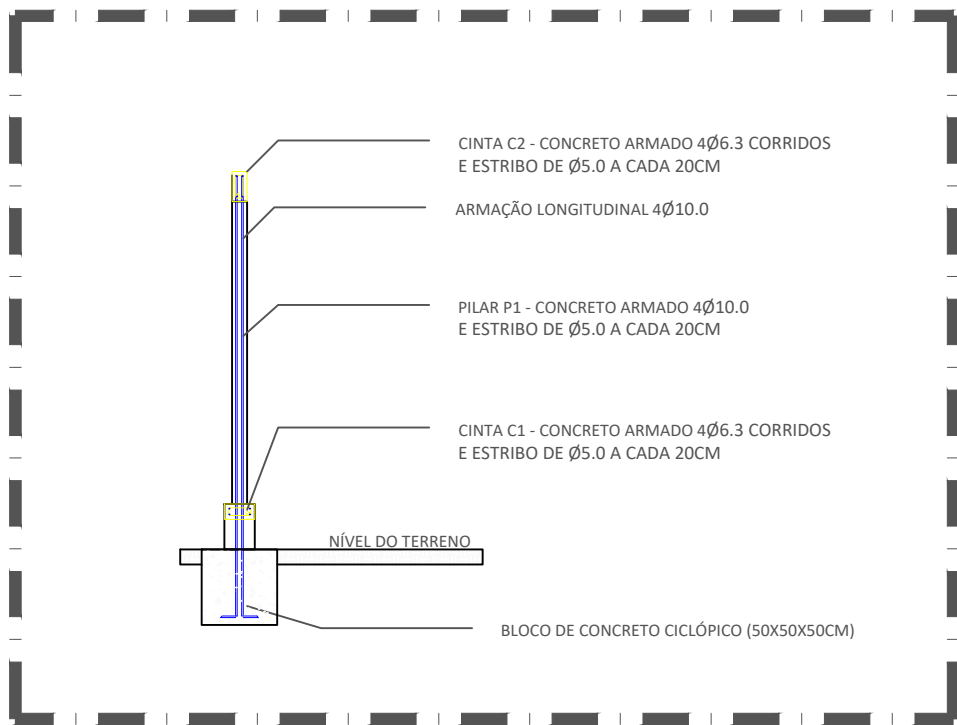 CINTA C2 - CONCRETO ARMADO 4Ø6.3 CORRIDOS
E ESTRIBO DE Ø5.0 A CADA 20CM
ARMAÇÃO LONGITUDINAL 4Ø10.0
PILAR P1 - CONCRETO ARMADO 4Ø10.0
E ESTRIBO DE Ø5.0 A CADA 20CM
CINTA C1 - CONCRETO ARMADO 4Ø6.3 CORRIDOS
E ESTRIBO DE Ø5.0 A CADA 20CM
NÍVEL DO TERRENO
BLOCO DE CONCRETO CICLÓPICO (50X50X50CM)